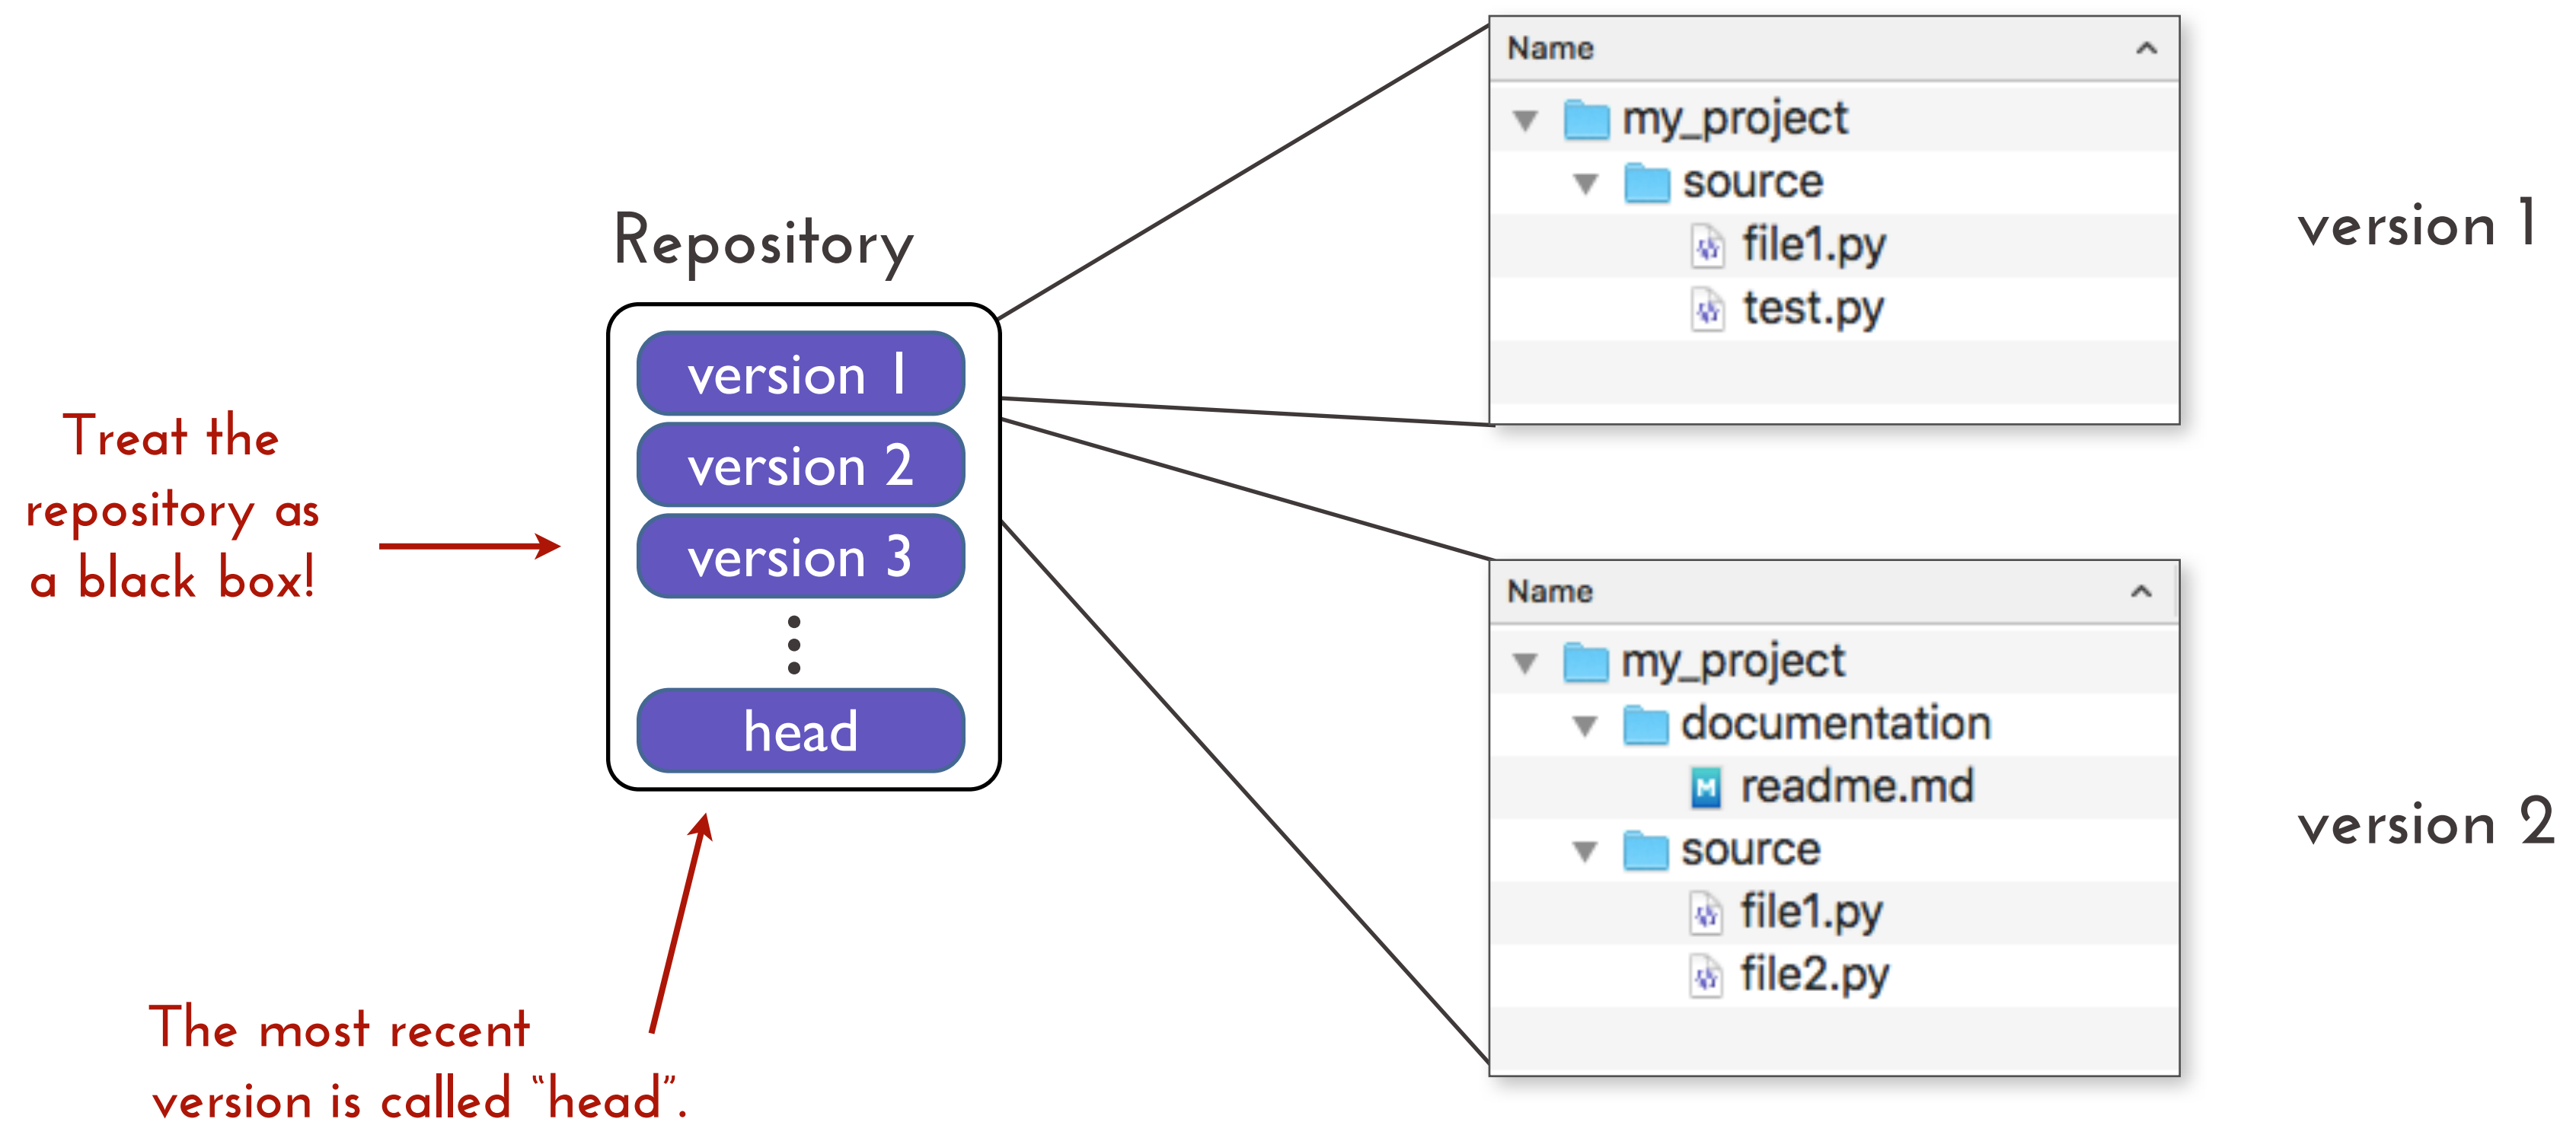 Repository
version 1
version 2
version 3
head
Treat the
repository as
a black box!
The most recent
version is called “head”.
Name
my_project
source
file1.py
test.py
version 1
Name
my_project
documentation
readme.md
source
file1.py
file2.py
version 2